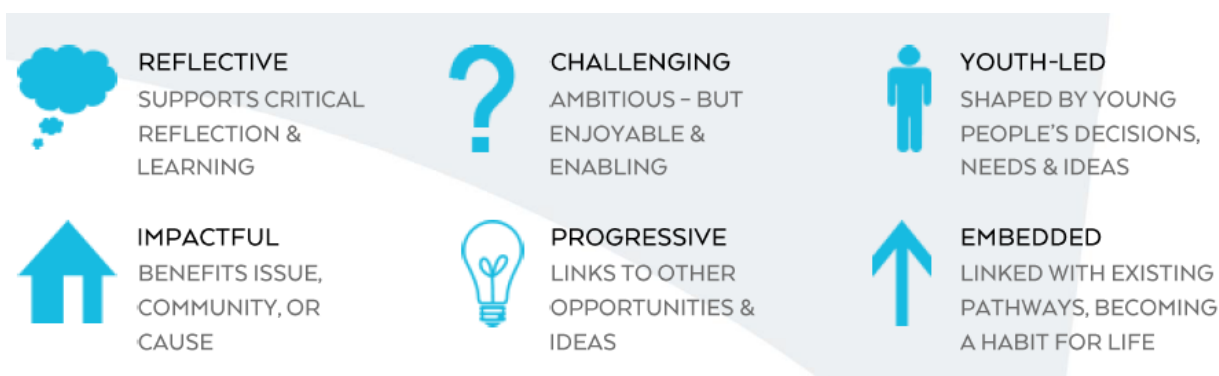 REFLECTIVE
SUPPORTS CRITICAL
REFLECTION &
LEARNING
CHALLENGING
AMBITIOUS – BUT
ENJOYABLE &
ENABLING
YOUTH-LED
SHAPED BY YOUNG
PEOPLE'S DECISIONS,
NEEDS & IDEAS
IMPACTFUL
BENEFITS ISSUE,
COMMUNITY, OR
CAUSE
PROGRESSIVE
LINKS TO OTHER
OPPORTUNITIES &
IDEAS
EMBEDDED
LINKED WITH EXISTING
PATHWAYS, BECOMING
A HABIT FOR LIFE